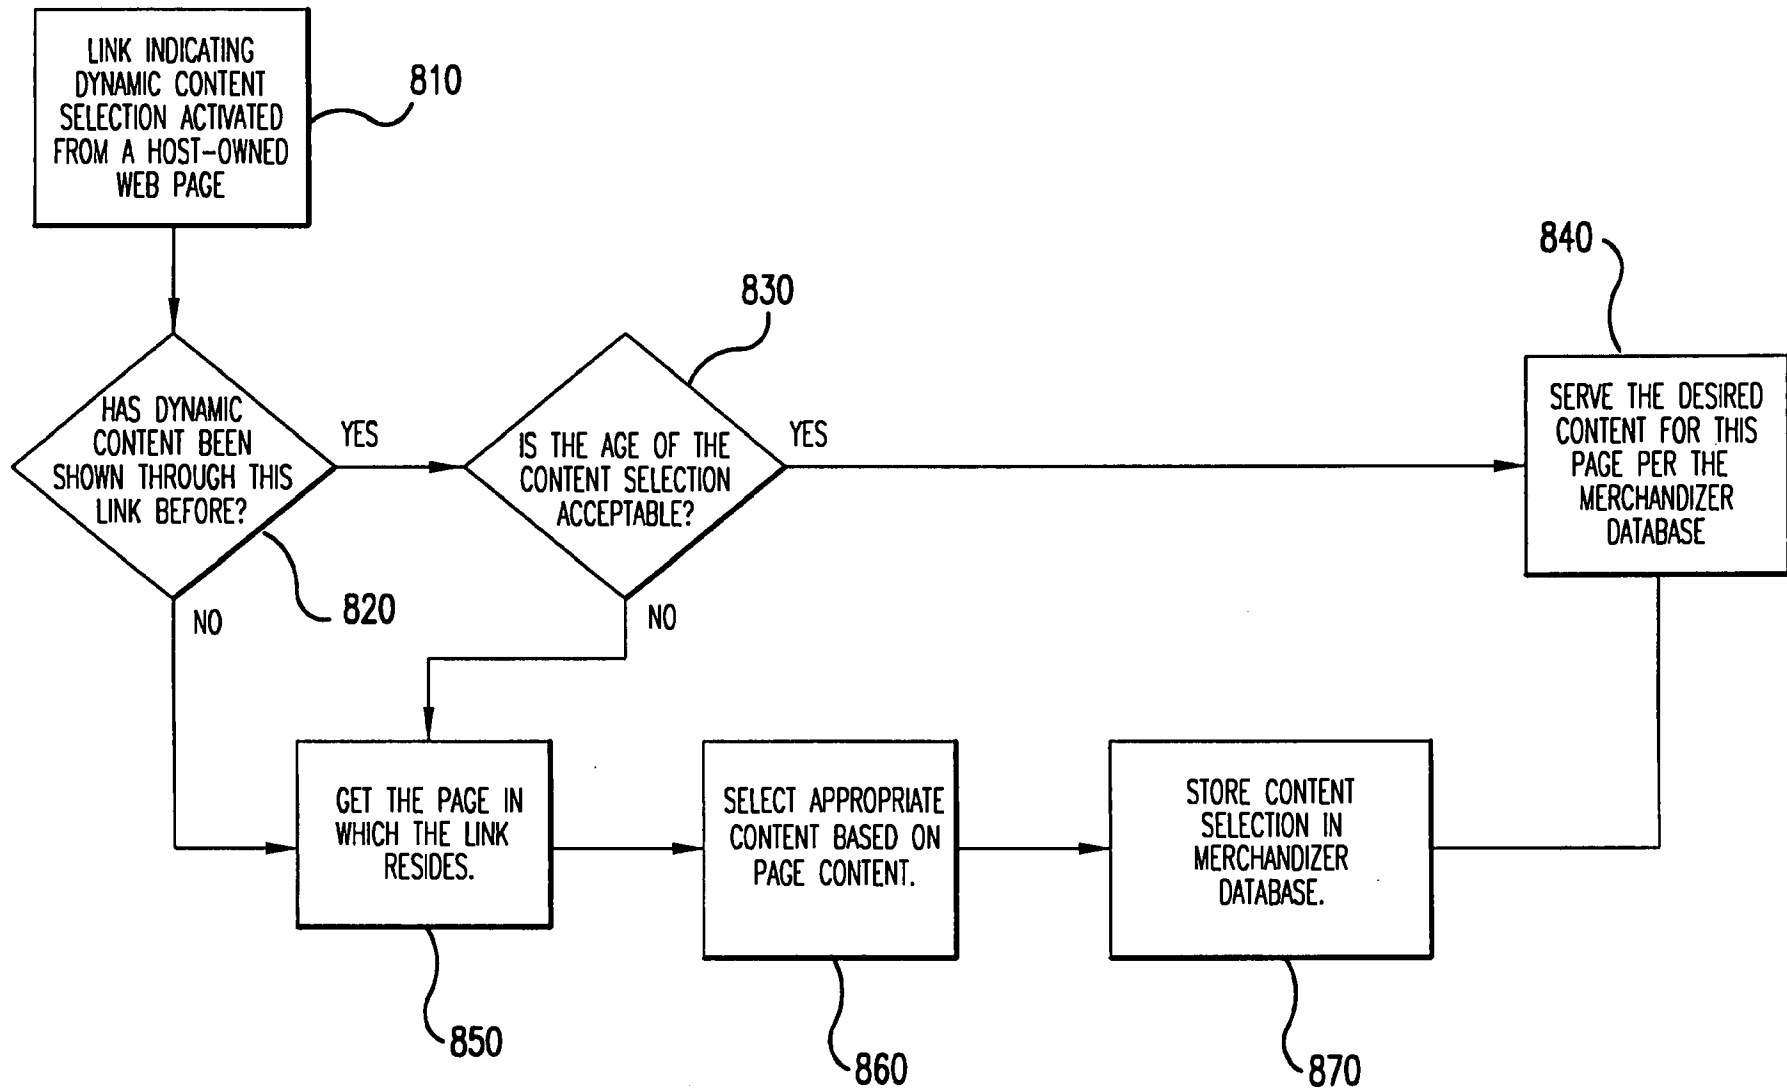 LINK INDICATING
DYNAMIC CONTENT
SELECTION ACTIVATED
FROM A HOST-OWNED
WEB PAGE
810
HAS DYNAMIC
CONTENT BEEN
SHOWN THROUGH THIS
LINK BEFORE?
YES
820
NO
830
IS THE AGE OF THE
CONTENT SELECTION
ACCEPTABLE?
YES
NO
840
SERVE THE DESIRED
CONTENT FOR THIS
PAGE PER THE
MERCHANDIZER
DATABASE
GET THE PAGE IN
WHICH THE LINK
RESIDES.
850
SELECT APPROPRIATE
CONTENT BASED ON
PAGE CONTENT.
860
STORE CONTENT
SELECTION IN
MERCHANDIZER
DATABASE.
870